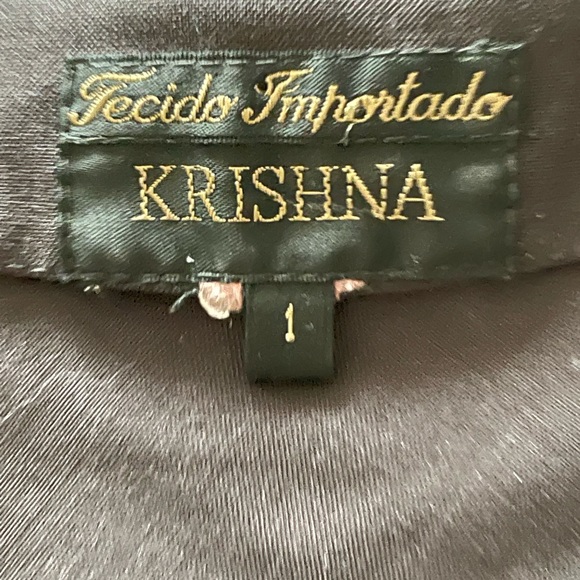 Tecido Importado
KRISHNA
1